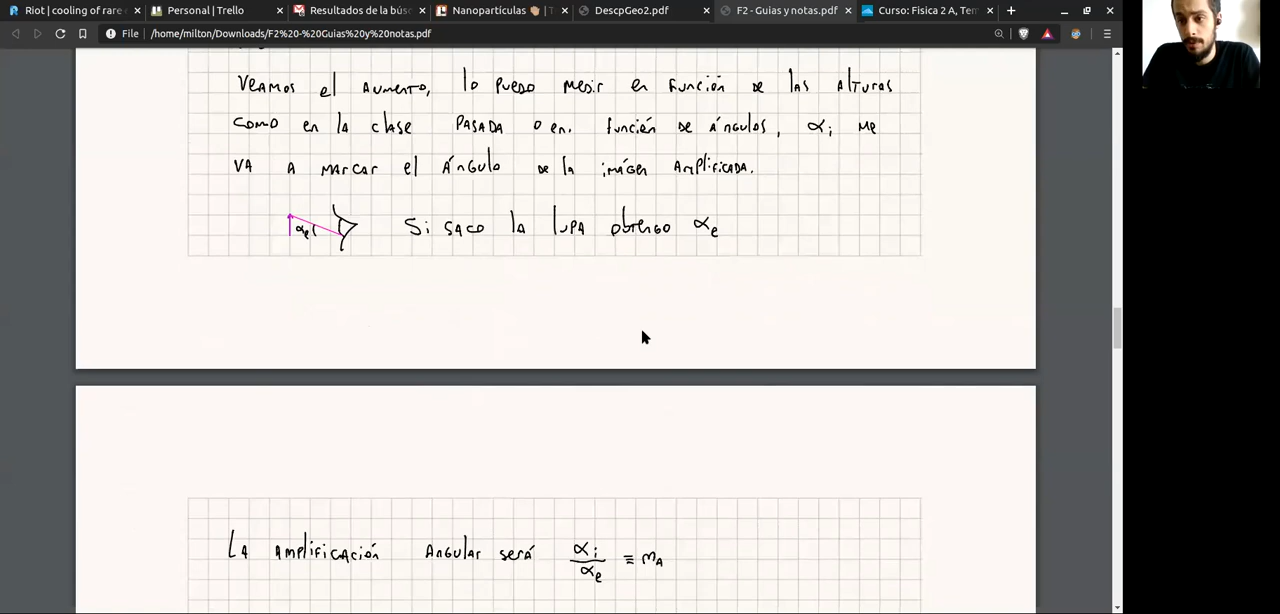 Riot | cooling of rare e
Personal | Trello
Resultados de la bús
Nanopartículas 👋🏼 | T
DescpGeo2.pdf
F2 - Guias y notas.pdf
Curso: Fisica 2 A, Ten
File
/home/milton/Downloads/F2%20-%20Guias%20y%20notas.pdf
VEAMOS el AUMENTO, lo PUEDO MEDIR EN FUNCIÓN DE LAS ALTURAS
COMO en la clase PASADA o en. función de ángulos, αi ME
VA A MARCAR el ÁNGULO DE la imágen AMPLIFICADA.
αe Si SACO la lUPA obtengo αe
LA AMPLIFICACIÓN ANGULAR será αi/αe ≡ mA